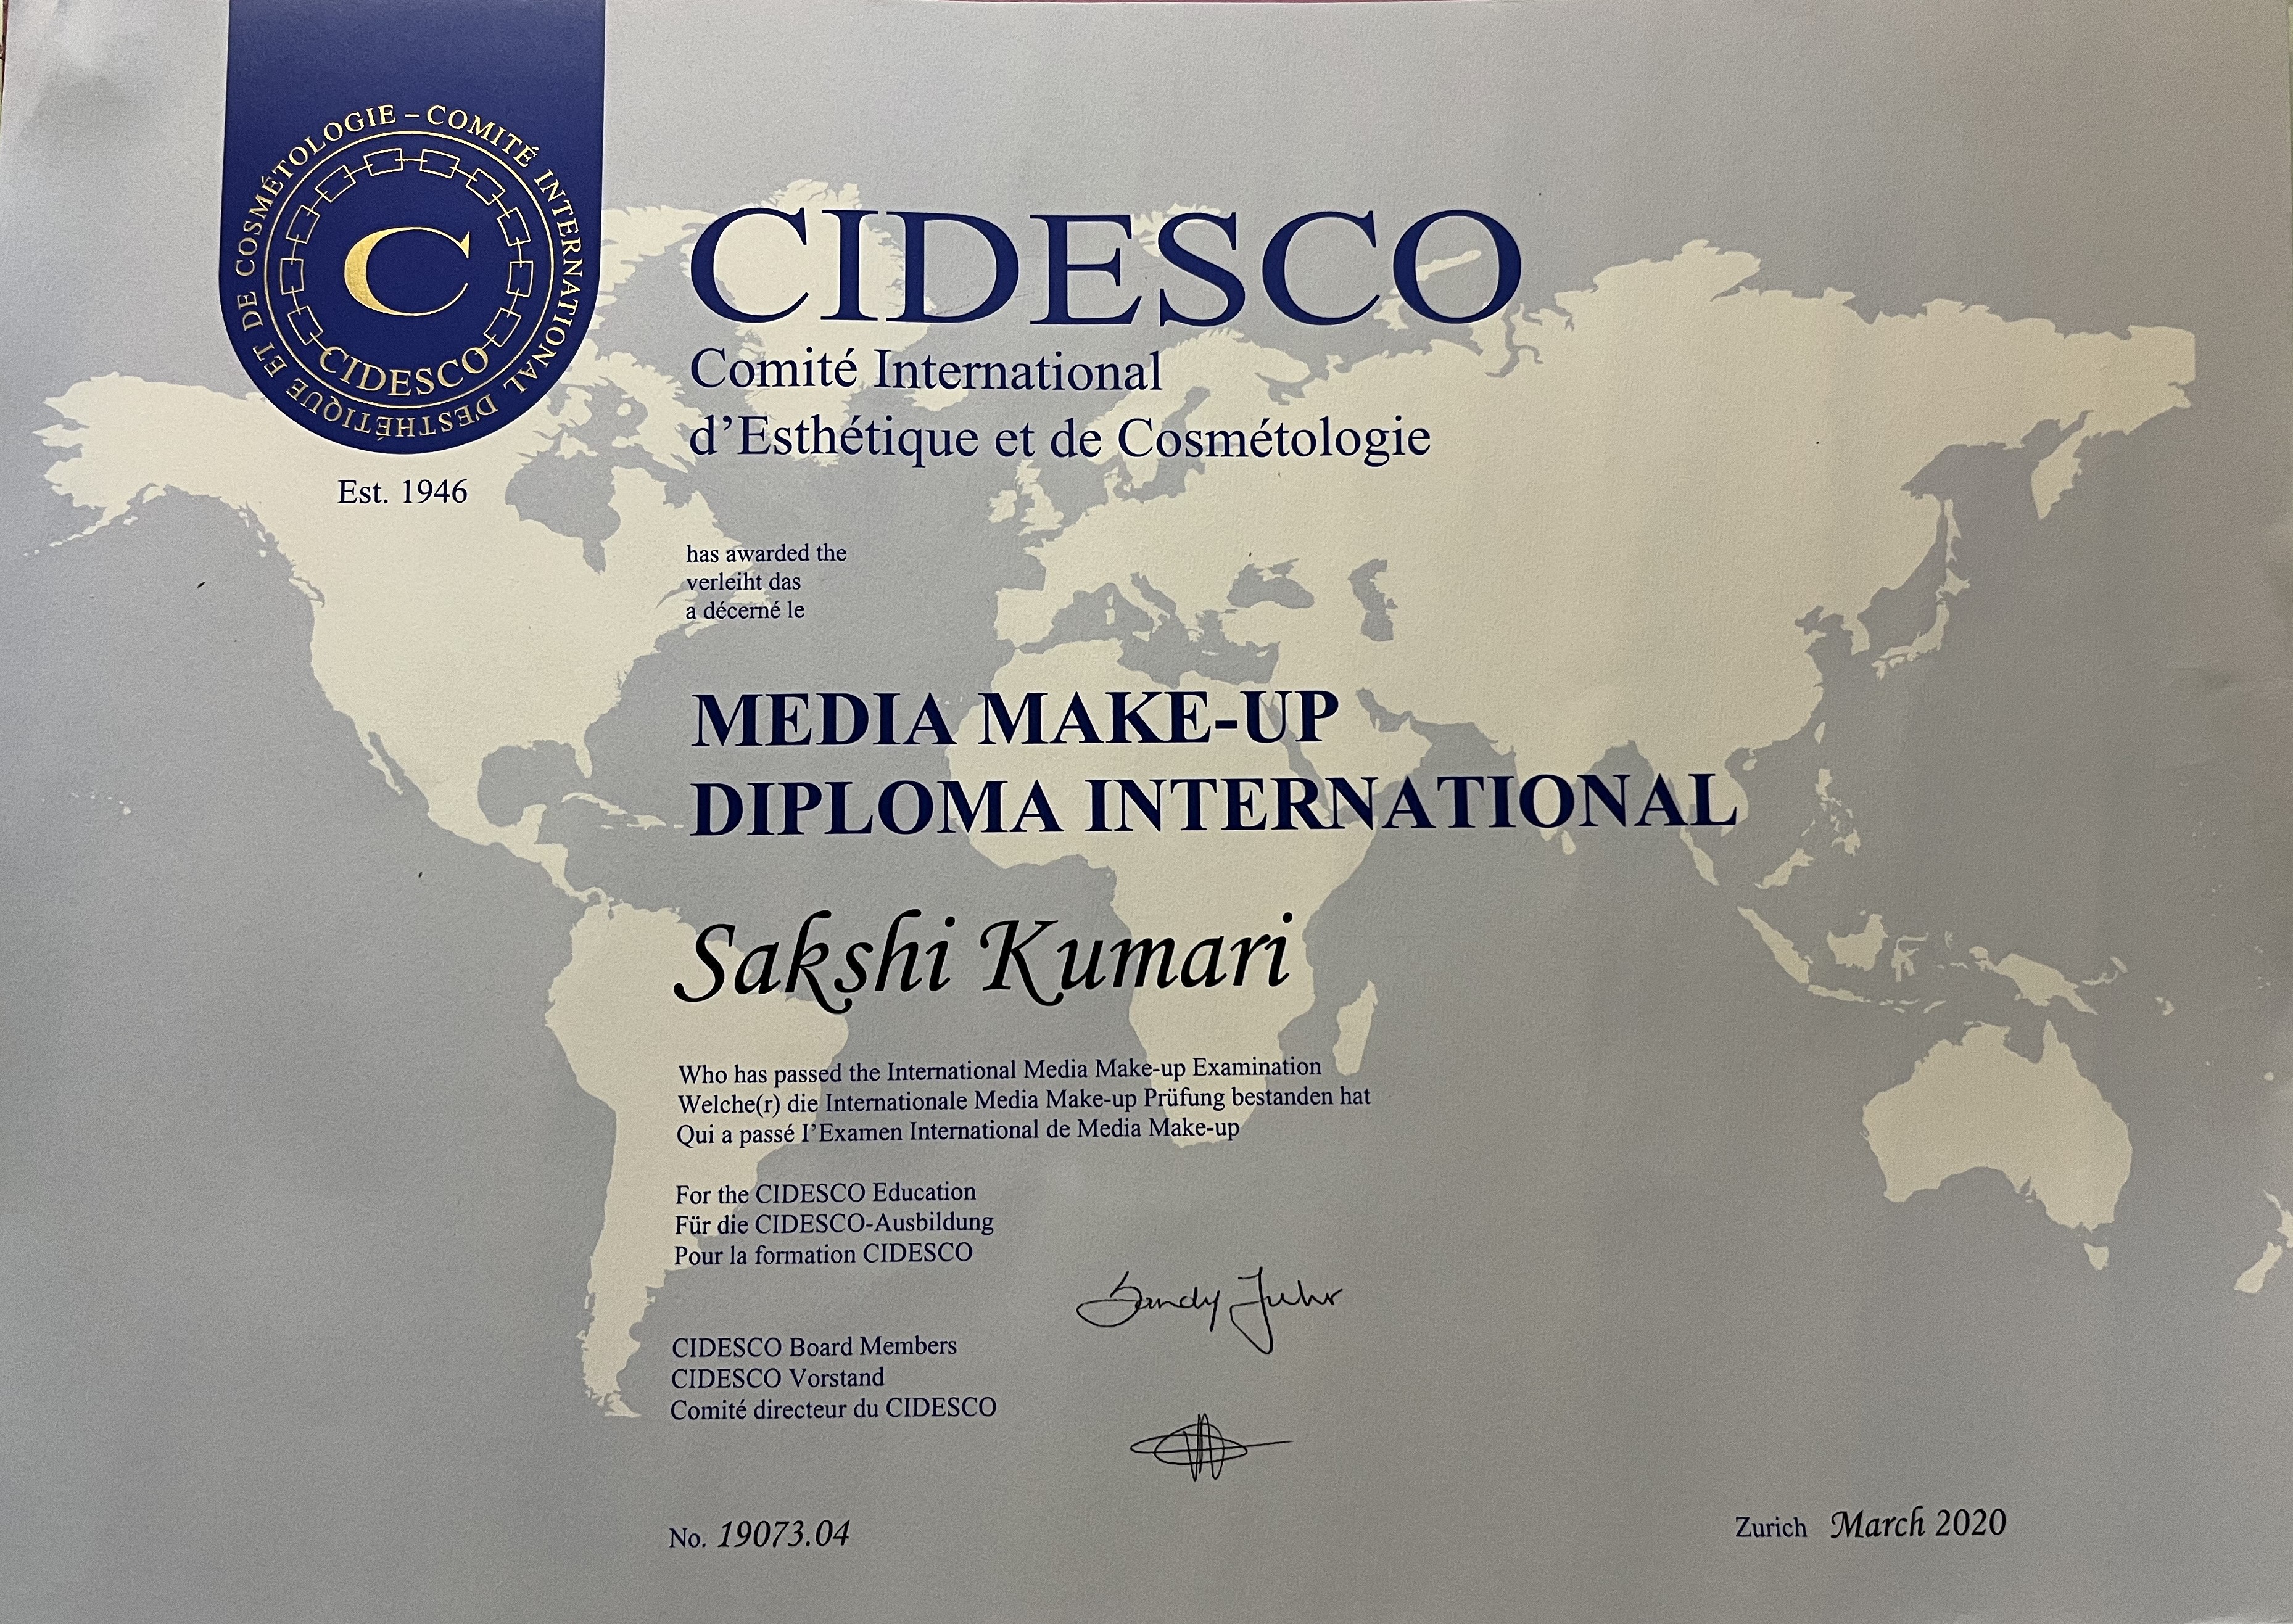 COMITÉ INTERNATIONAL D'ESTHÉTIQUE ET DE COSMÉTOLOGIE –
C
CIDESCO
Est. 1946
CIDESCO
Comité International
d’Esthétique et de Cosmétologie
has awarded the
verleiht das
a décerné le
MEDIA MAKE-UP
DIPLOMA INTERNATIONAL
Sakshi Kumari
Who has passed the International Media Make-up Examination
Welche(r) die Internationale Media Make-up Prüfung bestanden hat
Qui a passé I’Examen International de Media Make-up
For the CIDESCO Education
Für die CIDESCO-Ausbildung
Pour la formation CIDESCO
CIDESCO Board Members
CIDESCO Vorstand
Comité directeur du CIDESCO
No. 19073.04
Zurich March 2020